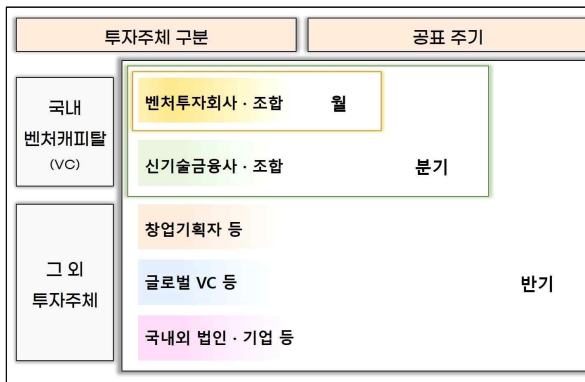 투자주체 구분
공표 주기
국내
벤처캐피탈
(VC)
벤처투자회사 · 조합
월
신기술금융사 · 조합
분기
그 외
투자주체
창업기획자 등
글로벌 VC 등
반기
국내외 법인 · 기업 등